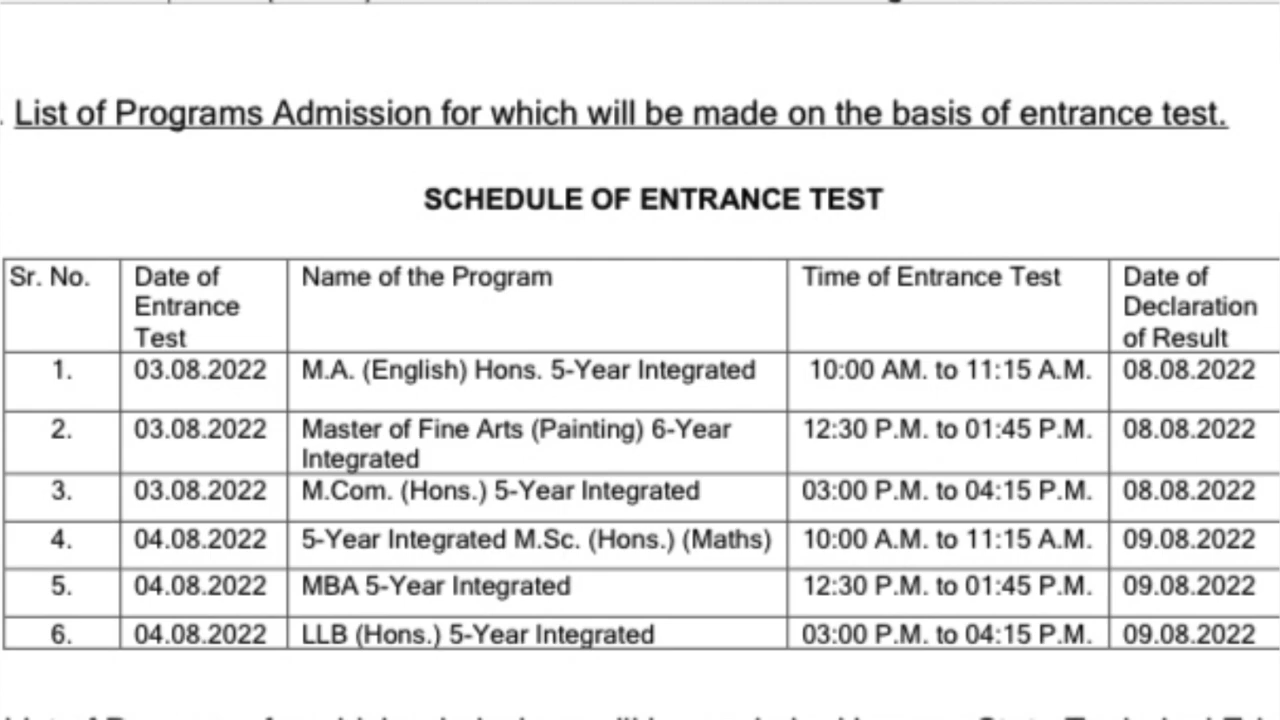 . List of Programs Admission for which will be made on the basis of entrance test.
SCHEDULE OF ENTRANCE TEST
Sr. No. Date of Entrance Test Name of the Program Time of Entrance Test Date of Declaration of Result
1. 03.08.2022 M.A. (English) Hons. 5-Year Integrated 10:00 AM. to 11:15 A.M. 08.08.2022
2. 03.08.2022 Master of Fine Arts (Painting) 6-Year Integrated 12:30 P.M. to 01:45 P.M. 08.08.2022
3. 03.08.2022 M.Com. (Hons.) 5-Year Integrated 03:00 P.M. to 04:15 P.M. 08.08.2022
4. 04.08.2022 5-Year Integrated M.Sc. (Hons.) (Maths) 10:00 A.M. to 11:15 A.M. 09.08.2022
5. 04.08.2022 MBA 5-Year Integrated 12:30 P.M. to 01:45 P.M. 09.08.2022
6. 04.08.2022 LLB (Hons.) 5-Year Integrated 03:00 P.M. to 04:15 P.M. 09.08.2022